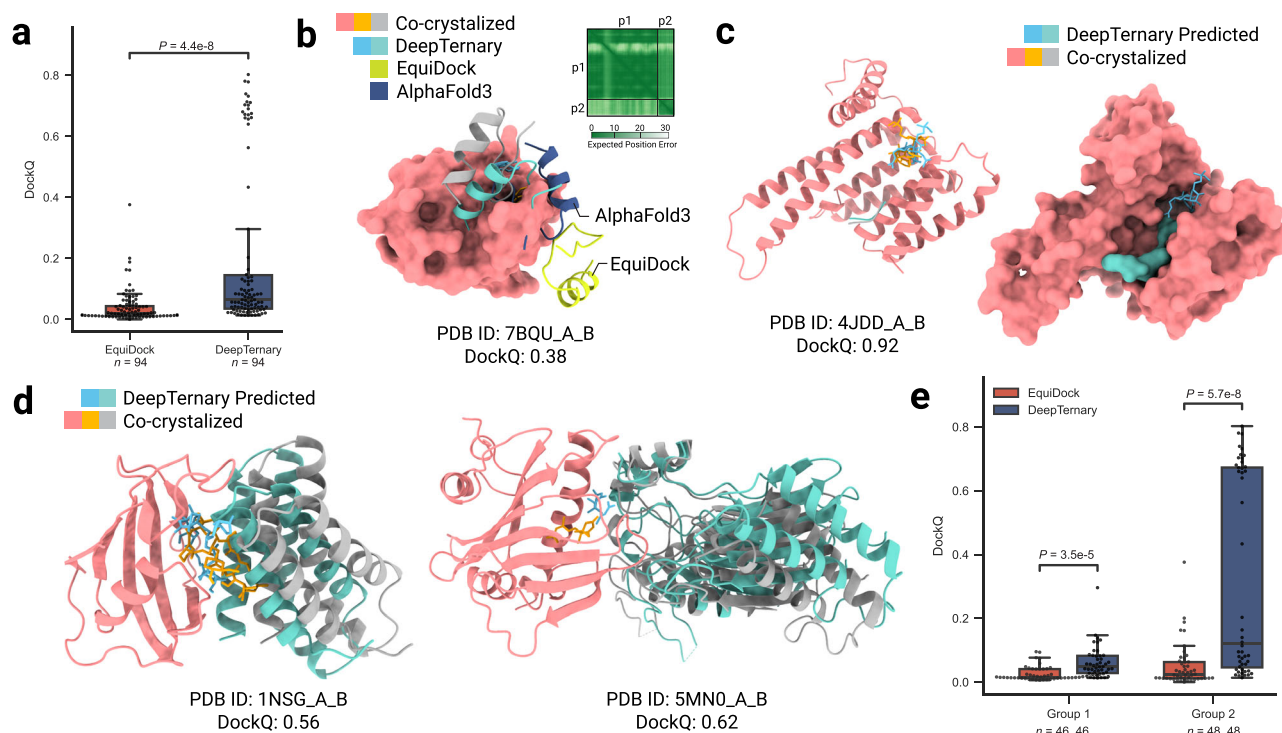 a
P = 4.4e-8
DockQ
0.8
0.6
0.4
0.2
0.0
EquiDock
n = 94
DeepTernary
n = 94
b
Co-crystalized
DeepTernary
EquiDock
AlphaFold3
p1
p2
p1
p2
0
10
20
30
Expected Position Error
AlphaFold3
EquiDock
PDB ID: 7BQU_A_B
DockQ: 0.38
c
DeepTernary Predicted
Co-crystalized
PDB ID: 4JDD_A_B
DockQ: 0.92
d
DeepTernary Predicted
Co-crystalized
PDB ID: 1NSG_A_B
DockQ: 0.56
PDB ID: 5MN0_A_B
DockQ: 0.62
e
EquiDock
DeepTernary
P = 5.7e-8
P = 3.5e-5
DockQ
0.8
0.6
0.4
0.2
0.0
Group 1
n = 46, 46
Group 2
n = 48, 48